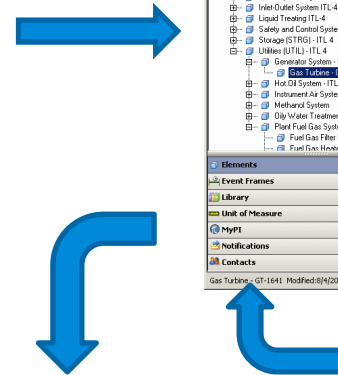 Inlet-Outlet System ITL-4
Liquid Treating ITL-4
Safety and Control Syste
Storage (STRG) - ITL 4
Utilities (UTIL) - ITL 4
Generator System -
Gas Turbine - G
Hot Oil System - ITL
Instrument Air Syste
Methanol System
Oily Water Treatmen
Plant Fuel Gas Syst
Fuel Gas Filter
Fuel Gas Heate
Elements
Event Frames
Library
Unit of Measure
MyPI
Notifications
Contacts
Gas Turbine - GT-1641 Modified:8/4/20